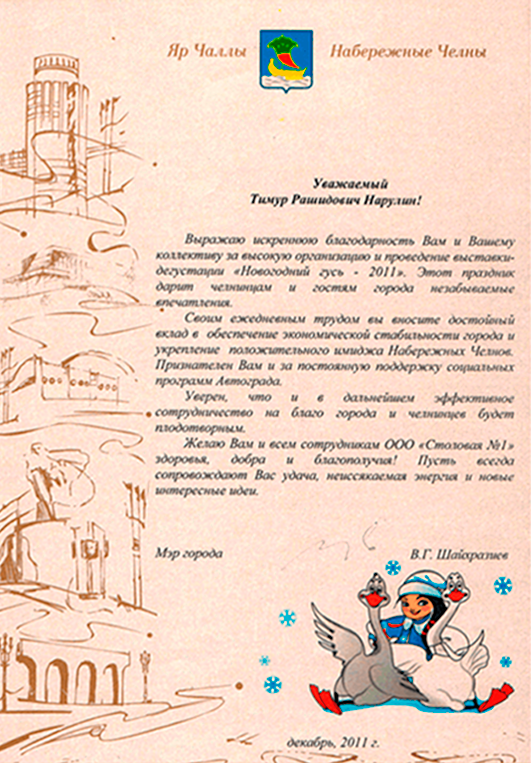 Яр Чаллы Набережные Челны
Уважаемый
Тимур Рашидович Нарулин!
Выражаю искреннюю благодарность Вам и Вашему
коллективу за высокую организацию и проведение выставки-
дегустации «Новогодний гусь - 2011». Этот праздник
дарит челнинцам и гостям города незабываемые
впечатления.
Своим ежедневным трудом вы вносите достойный
вклад в обеспечение экономической стабильности города и
укрепление положительного имиджа Набережных Челнов.
Признателен Вам и за постоянную поддержку социальных
программ Автограда.
Уверен, что и в дальнейшем эффективное
сотрудничество на благо города и челнинцев будет
плодотворным.
Желаю Вам и всем сотрудникам ООО «Столовая №1»
здоровья, добра и благополучия! Пусть всегда
сопровождают Вас удача, неиссякаемая энергия и новые
интересные идеи.
Мэр города В.Г. Шайхразиев
декабрь, 2011 г.